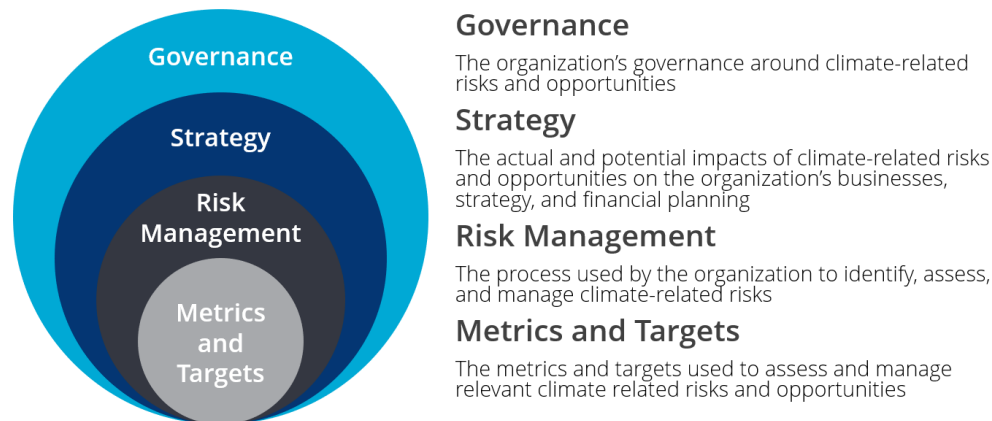 Governance
Strategy
Risk
Management
Metrics
and
Targets
Governance
The organization’s governance around climate-related
risks and opportunities
Strategy
The actual and potential impacts of climate-related risks
and opportunities on the organization’s businesses,
strategy, and financial planning
Risk Management
The process used by the organization to identify, assess,
and manage climate-related risks
Metrics and Targets
The metrics and targets used to assess and manage
relevant climate related risks and opportunities